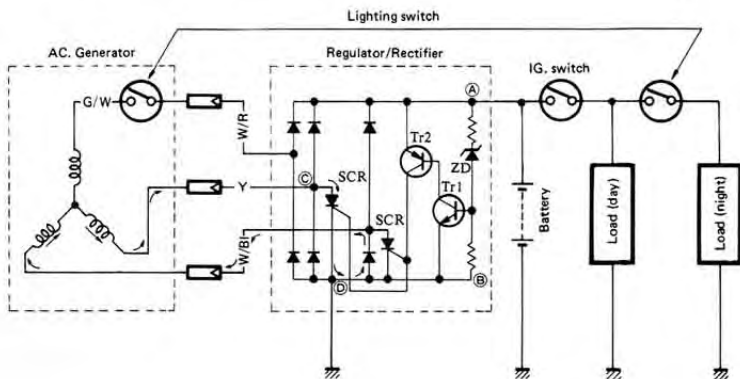 Lighting switch
AC. Generator
Regulator/Rectifier
IG. switch
G/W
W/R
A
Tr2
ZD
Tr1
C
SCR
Y
SCR
W/Bl
D
B
Battery
Load (day)
Load (night)